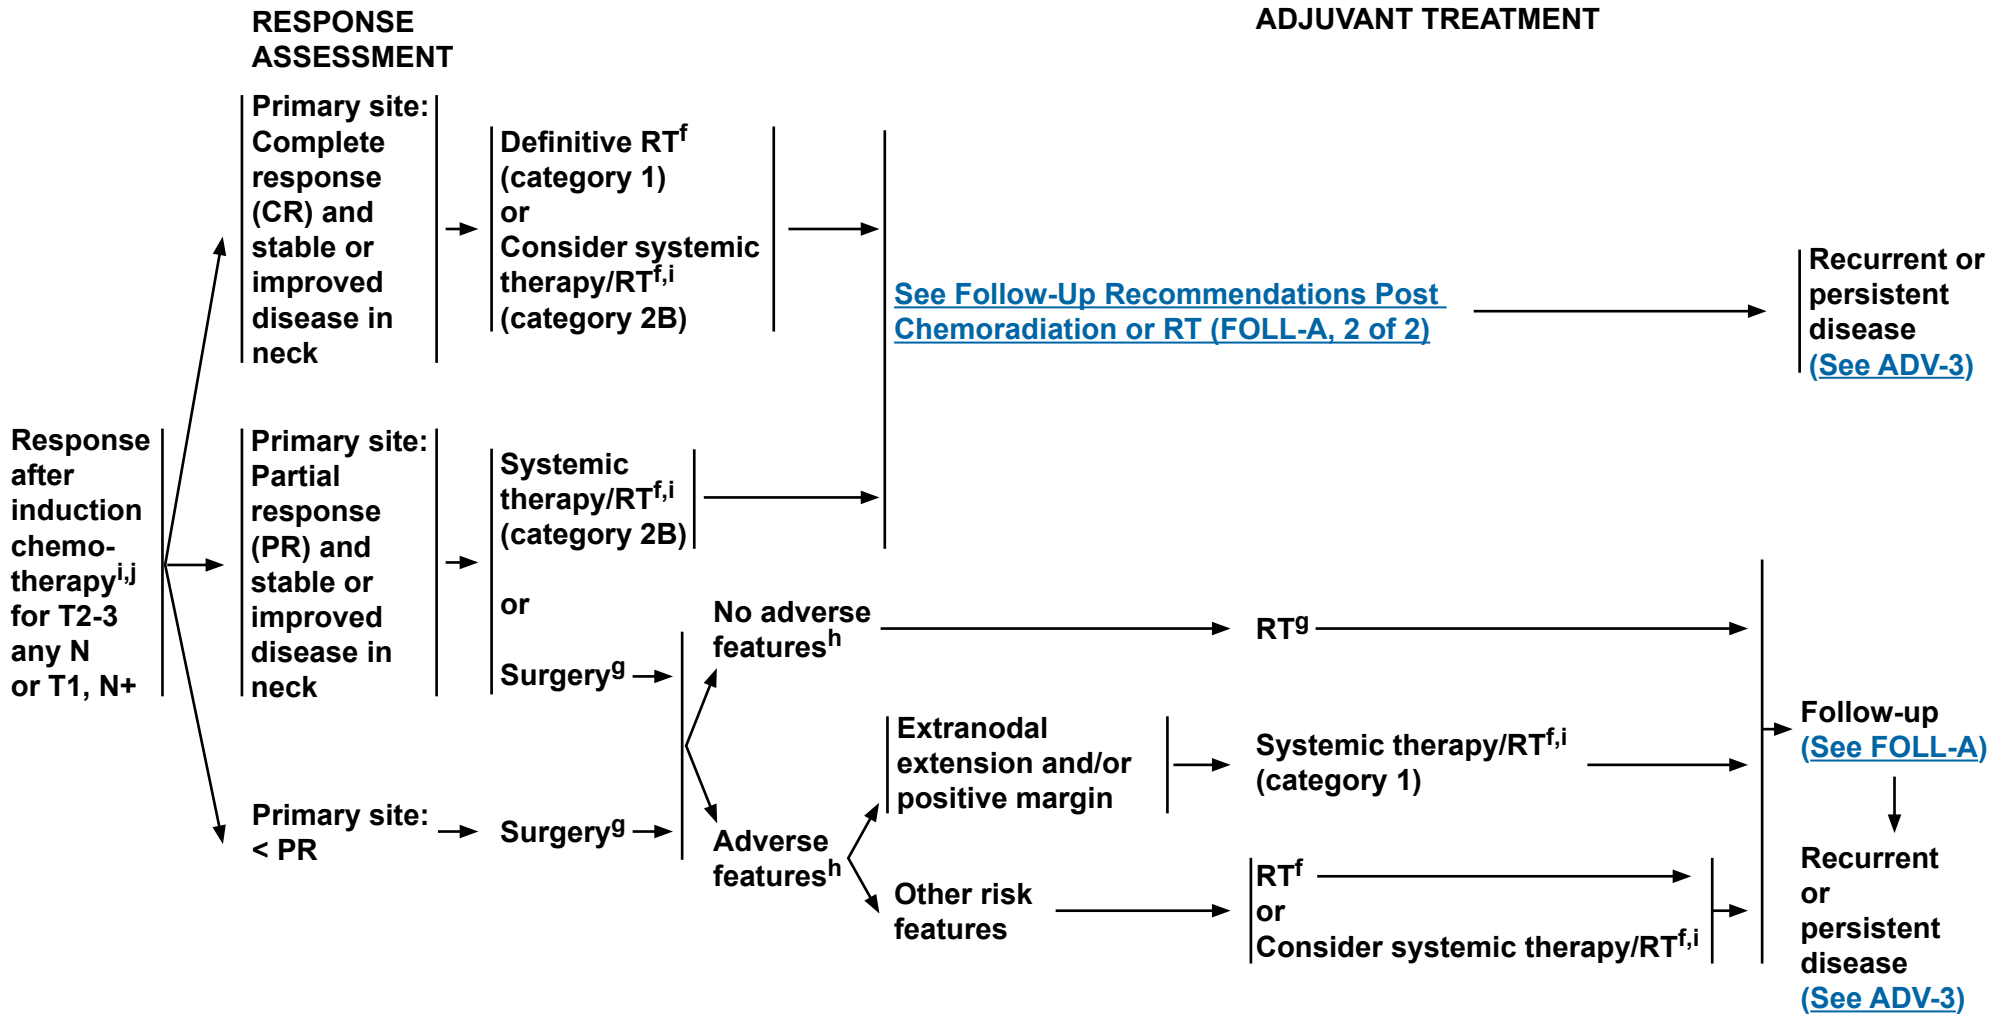 RESPONSE
ASSESSMENT
ADJUVANT TREATMENT
Primary site:
Complete
response
(CR) and
stable or
improved
disease in
neck
Definitive RTf
(category 1)
or
Consider systemic
therapy/RTf,i
(category 2B)
See Follow-Up Recommendations Post
Chemoradiation or RT (FOLL-A, 2 of 2)
Recurrent or
persistent
disease
(See ADV-3)
Response
after
induction
chemo-
therapyi,j
for T2-3
any N
or T1, N+
Primary site:
Partial
response
(PR) and
stable or
improved
disease in
neck
Systemic
therapy/RTf,i
(category 2B)
or
Surgeryg
No adverse
featuresh
RTg
Extranodal
extension and/or
positive margin
Systemic therapy/RTf,i
(category 1)
Follow-up
(See FOLL-A)
Primary site:
< PR
Surgeryg
Adverse
featuresh
Other risk
features
RTf
or
Consider systemic therapy/RTf,i
Recurrent
or
persistent
disease
(See ADV-3)